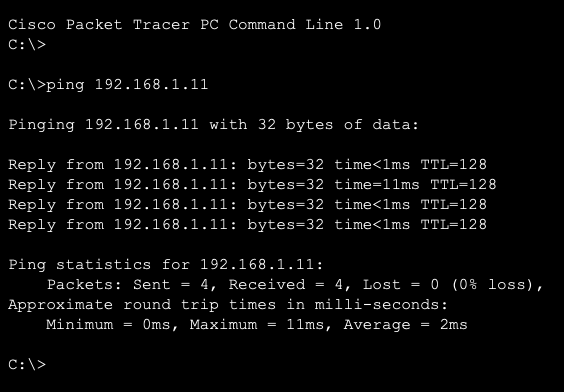 Cisco Packet Tracer PC Command Line 1.0
C:\>
C:\>ping 192.168.1.11
Pinging 192.168.1.11 with 32 bytes of data:
Reply from 192.168.1.11: bytes=32 time<1ms TTL=128
Reply from 192.168.1.11: bytes=32 time=11ms TTL=128
Reply from 192.168.1.11: bytes=32 time<1ms TTL=128
Reply from 192.168.1.11: bytes=32 time<1ms TTL=128
Ping statistics for 192.168.1.11:
    Packets: Sent = 4, Received = 4, Lost = 0 (0% loss),
Approximate round trip times in milli-seconds:
    Minimum = 0ms, Maximum = 11ms, Average = 2ms
C:\>